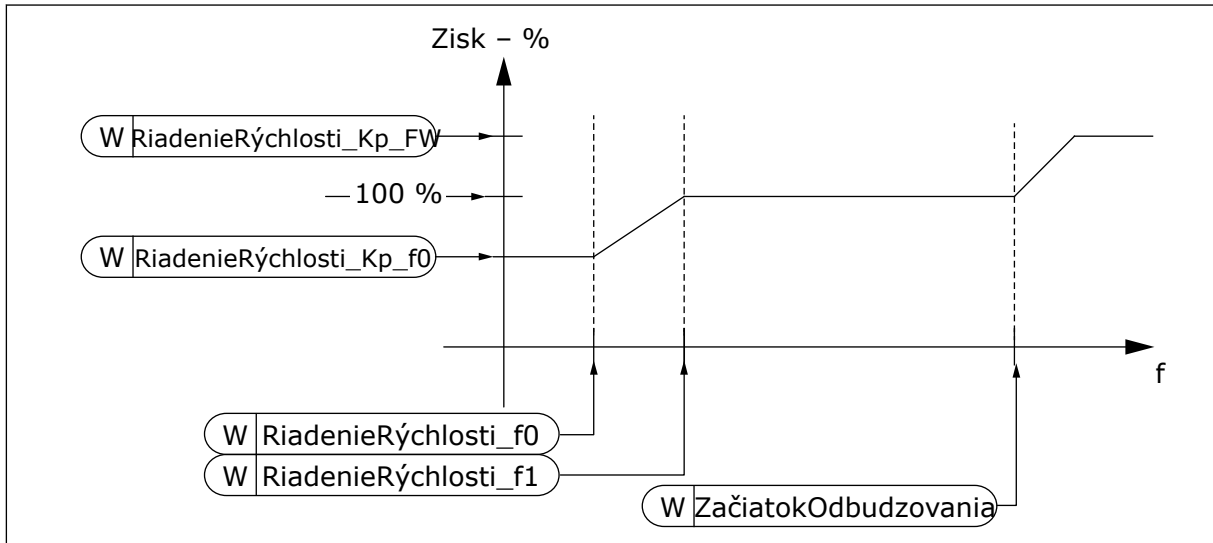 Zisk – %
W RiadenieRýchlosti_Kp_FW
100 %
W RiadenieRýchlosti_Kp_f0
f
W RiadenieRýchlosti_f0
W RiadenieRýchlosti_f1
W ZačiatokOdbudzovania